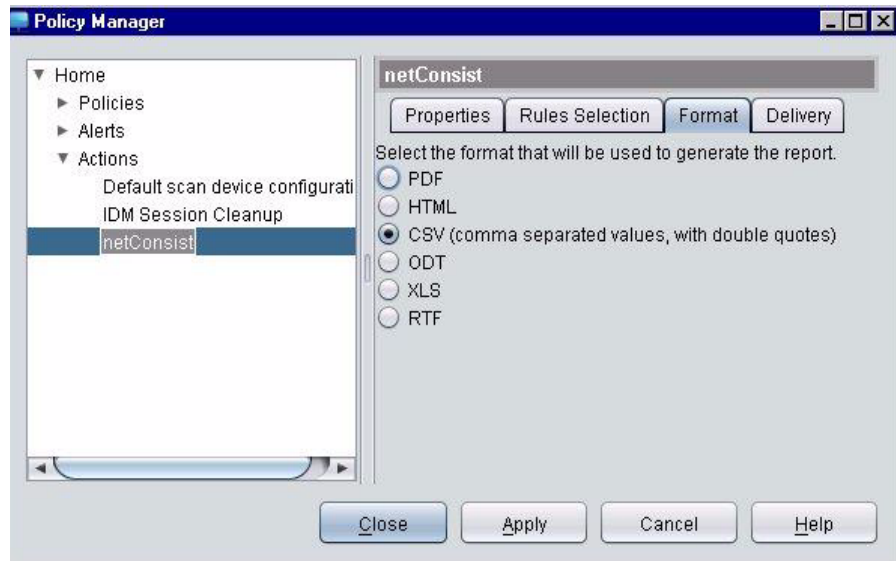 Policy Manager
Home
Policies
Alerts
Actions
Default scan device configurati
IDM Session Cleanup
netConsist
netConsist
Properties
Rules Selection
Format
Delivery
Select the format that will be used to generate the report.
PDF
HTML
CSV (comma separated values, with double quotes)
ODT
XLS
RTF
Close
Apply
Cancel
Help